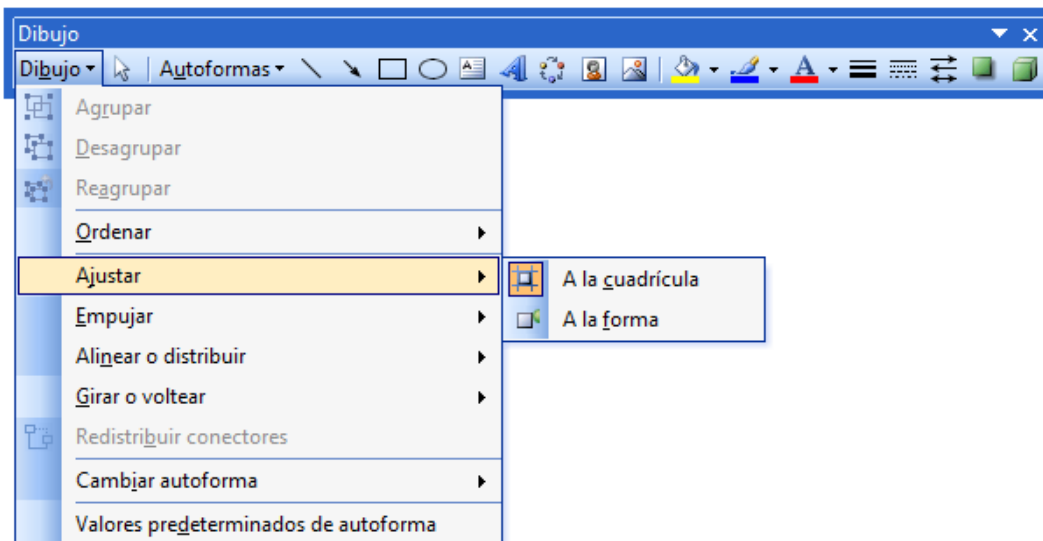 Dibujo
Dibujo Autoformas
Agrupar
Desagrupar
Reagrupar
Ordenar
Ajustar
A la cuadrícula
Empujar
A la forma
Alinear o distribuir
Girar o voltear
Redistribuir conectores
Cambiar autoforma
Valores predeterminados de autoforma